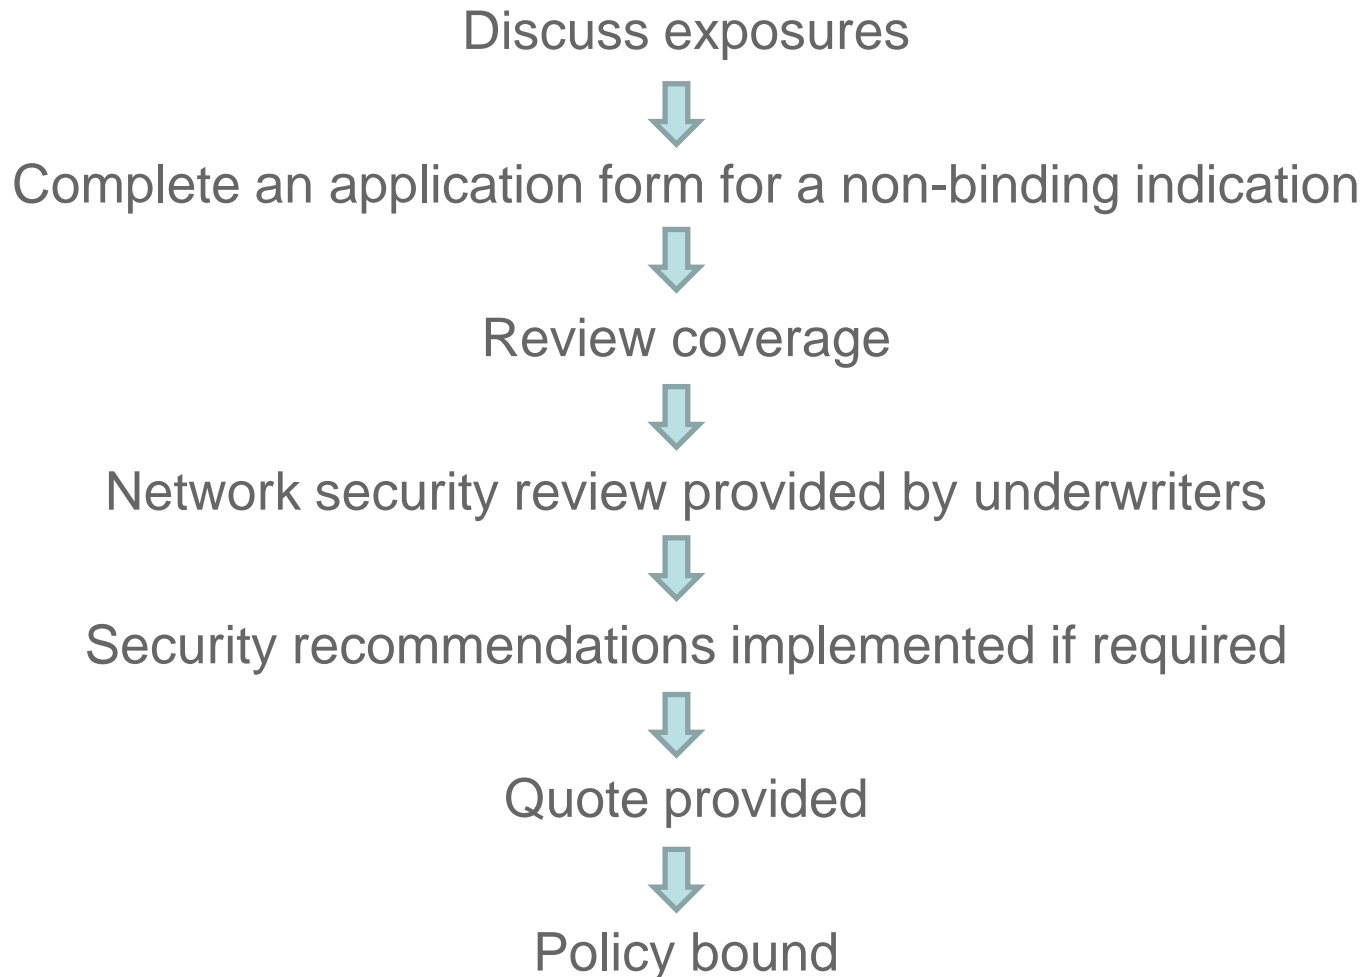 Discuss exposures
Complete an application form for a non-binding indication
Review coverage
Network security review provided by underwriters
Security recommendations implemented if required
Quote provided
Policy bound